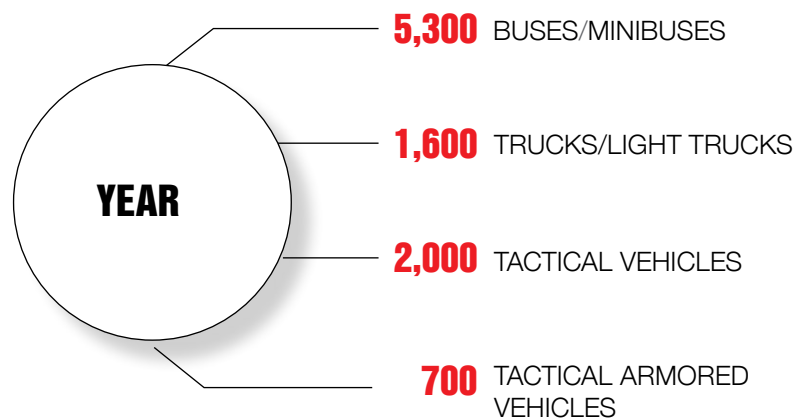 5,300 BUSES/MINIBUSES
1,600 TRUCKS/LIGHT TRUCKS
YEAR
2,000 TACTICAL VEHICLES
700 TACTICAL ARMORED
VEHICLES